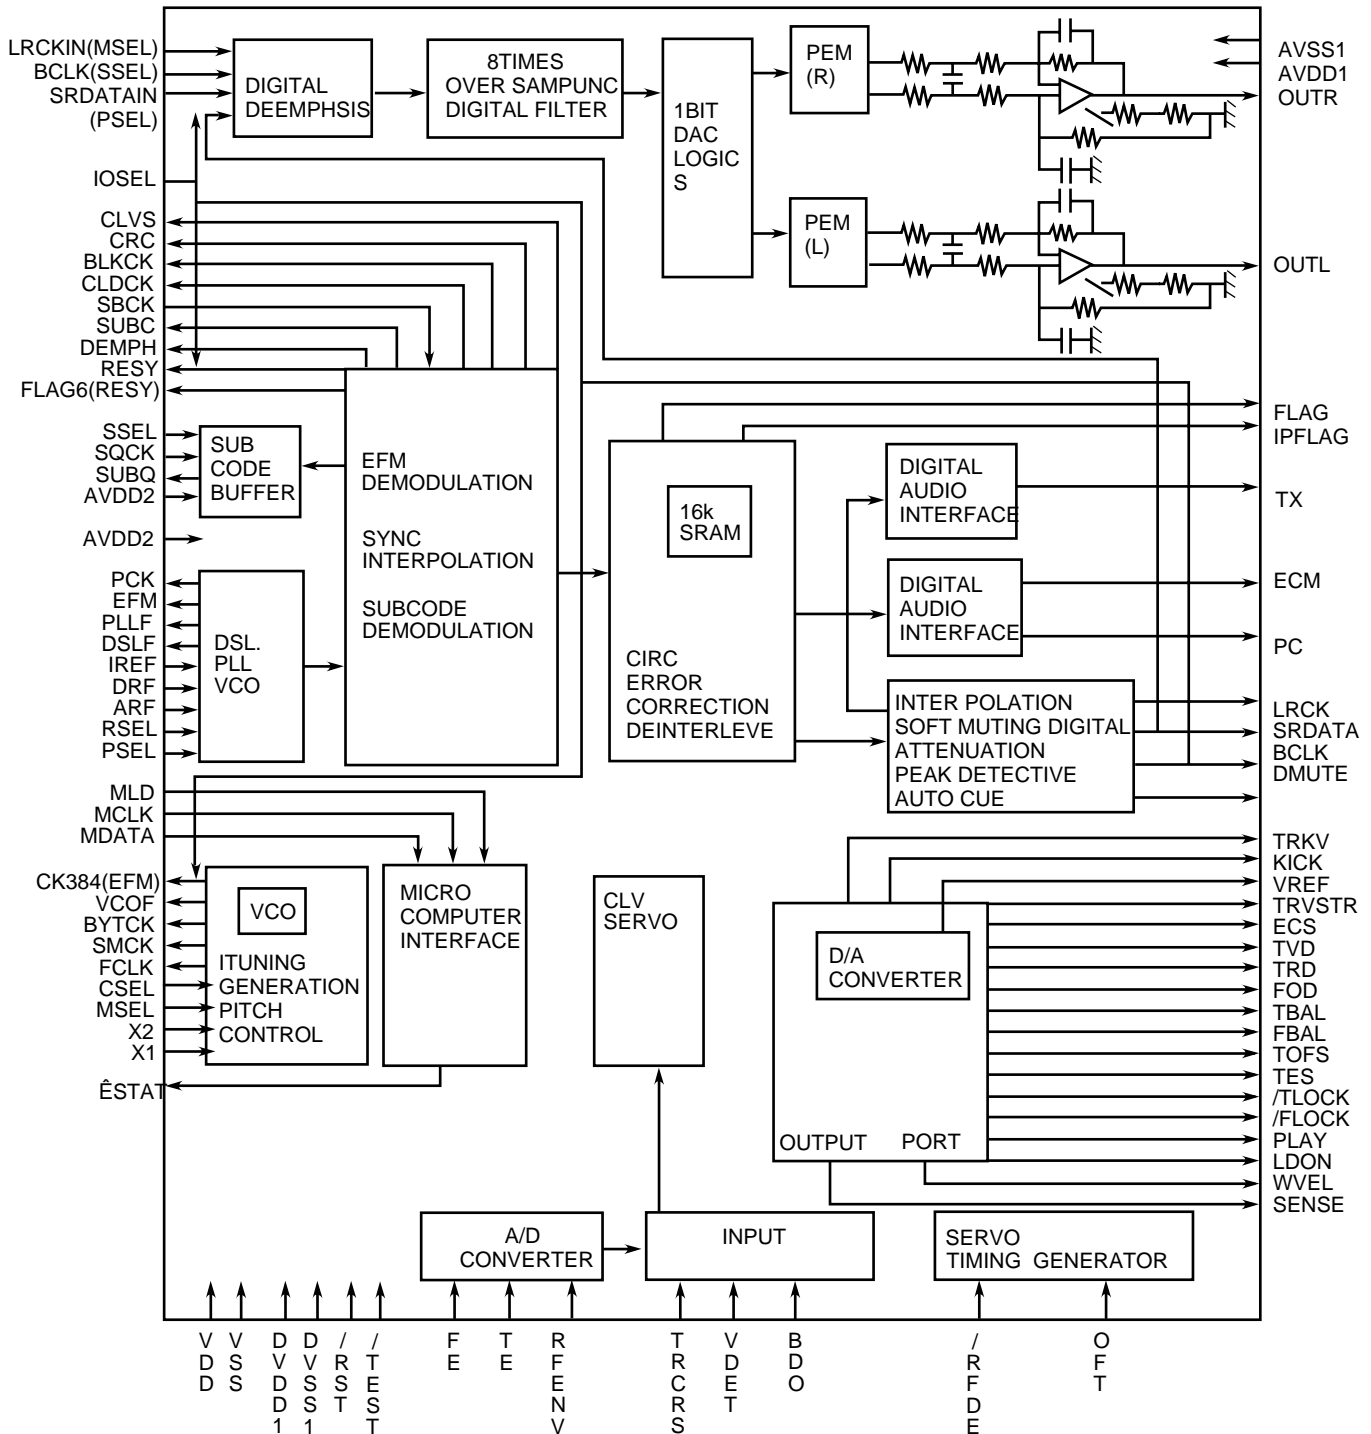 LRCKIN(MSEL)
BCLK(SSEL)
SRDATAIN
(PSEL)
IOSEL
CLVS
CRC
BLKCK
CLDCK
SBCK
SUBC
DEMPH
RESY
FLAG6(RESY)
SSEL
SQCK
SUBQ
AVDD2
AVDD2
PCK
EFM
PLLF
DSLF
IREF
DRF
ARF
RSEL
PSEL
MLD
MCLK
MDATA
CK384(EFM)
VCOF
BYTCK
SMCK
FCLK
CSEL
MSEL
X2
X1
ÊSTAT
DIGITAL
DEEMPHSIS
8TIMES
OVER SAMPUNC
DIGITAL FILTER
1BIT
DAC
LOGIC
S
PEM
(R)
PEM
(L)
SUB
CODE
BUFFER
EFM
DEMODULATION
SYNC
INTERPOLATION
SUBCODE
DEMODULATION
DSL.
PLL
VCO
16k
SRAM
CIRC
ERROR
CORRECTION
DEINTERLEVE
DIGITAL
AUDIO
INTERFACE
DIGITAL
AUDIO
INTERFACE
INTER POLATION
SOFT MUTING DIGITAL
ATTENUATION
PEAK DETECTIVE
AUTO CUE
VCO
ITUNING
GENERATION
PITCH
CONTROL
MICRO
COMPUTER
INTERFACE
CLV
SERVO
D/A
CONVERTER
OUTPUT PORT
A/D
CONVERTER
INPUT
SERVO
TIMING GENERATOR
AVSS1
AVDD1
OUTR
OUTL
FLAG
IPFLAG
TX
ECM
PC
LRCK
SRDATA
BCLK
DMUTE
TRKV
KICK
VREF
TRVSTR
ECS
TVD
TRD
FOD
TBAL
FBAL
TOFS
TES
/TLOCK
/FLOCK
PLAY
LDON
WVEL
SENSE
VDD
VSS
DVDD1
DVSS1
/RST
/TEST
FE
TE
RFENV
TRCRS
VDET
BDO
/RFDE
OFT